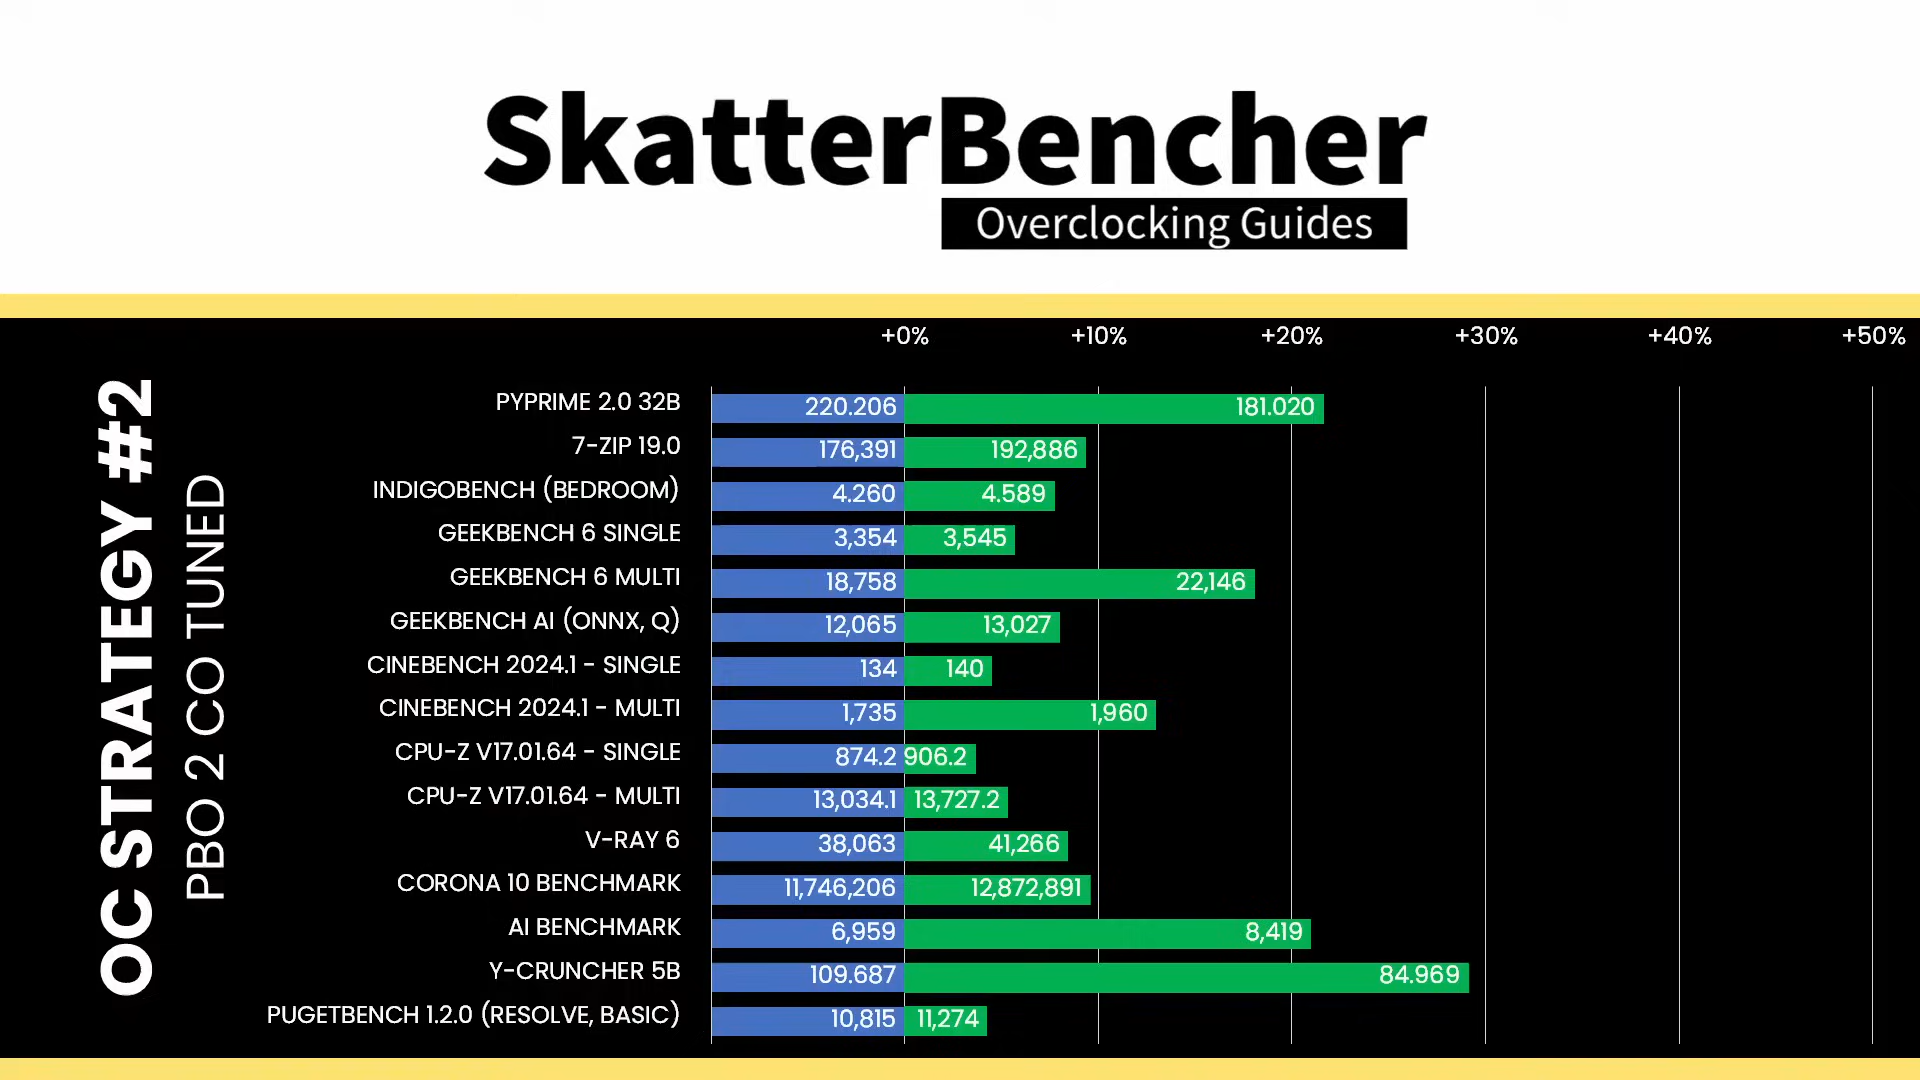 SkatterBencher
Overclocking Guides
+0% +10% +20% +30% +40% +50%
OC STRATEGY #2
PBO 2 CO TUNED
PYPRIME 2.0 32B 220.206 181.020
7-ZIP 19.0 176,391 192,886
INDIGOBENCH (BEDROOM) 4.260 4.589
GEEKBENCH 6 SINGLE 3,354 3,545
GEEKBENCH 6 MULTI 18,758 22,146
GEEKBENCH AI (ONNX, Q) 12,065 13,027
CINEBENCH 2024.1 - SINGLE 134 140
CINEBENCH 2024.1 - MULTI 1,735 1,960
CPU-Z V17.01.64 - SINGLE 874.2 906.2
CPU-Z V17.01.64 - MULTI 13,034.1 13,727.2
V-RAY 6 38,063 41,266
CORONA 10 BENCHMARK 11,746,206 12,872,891
AI BENCHMARK 6,959 8,419
Y-CRUNCHER 5B 109.687 84.969
PUGETBENCH 1.2.0 (RESOLVE, BASIC) 10,815 11,274